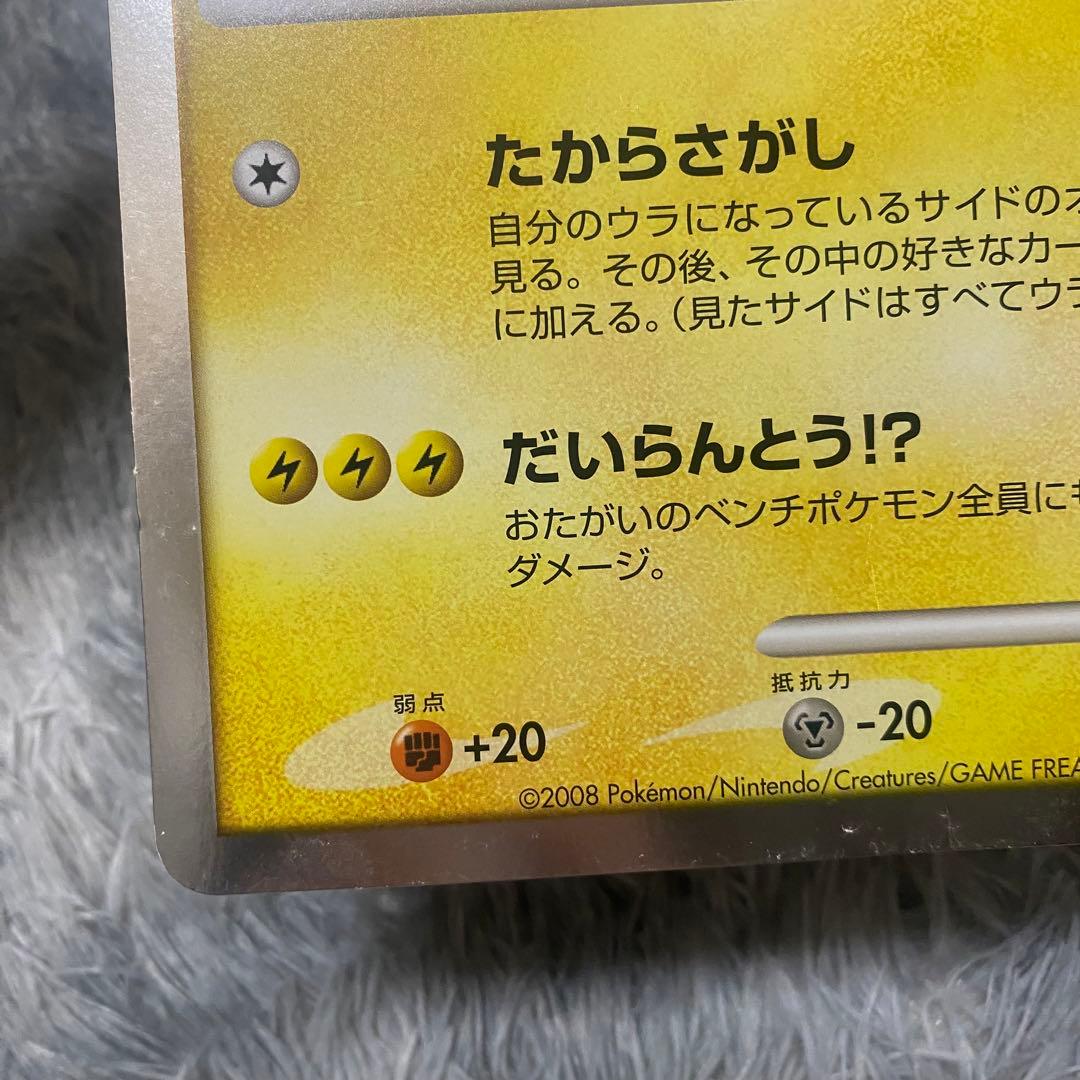 たからさがし
自分のウラになっているサイドの
見る。その後、その中の好きなカー
に加える。（見たサイドはすべてウラ
だいらんとう!?
おたがいのベンチポケモン全員に
ダメージ。
弱点
+20
抵抗力
-20
©2008 Pokémon/Nintendo/Creatures/GAME FREA